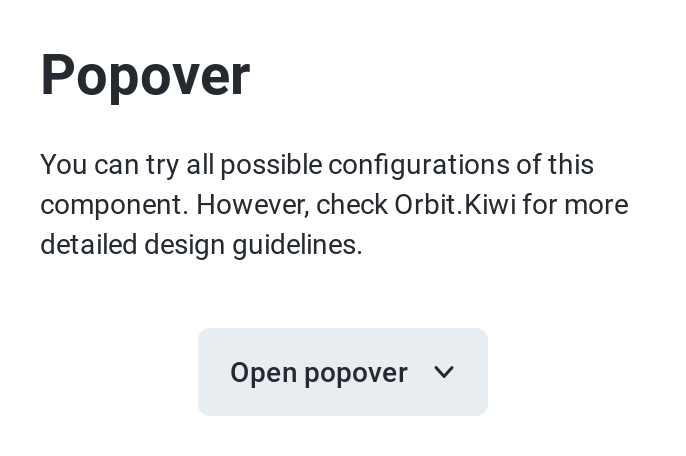 Popover
You can try all possible configurations of this
component. However, check Orbit.Kiwi for more
detailed design guidelines.
Open popover